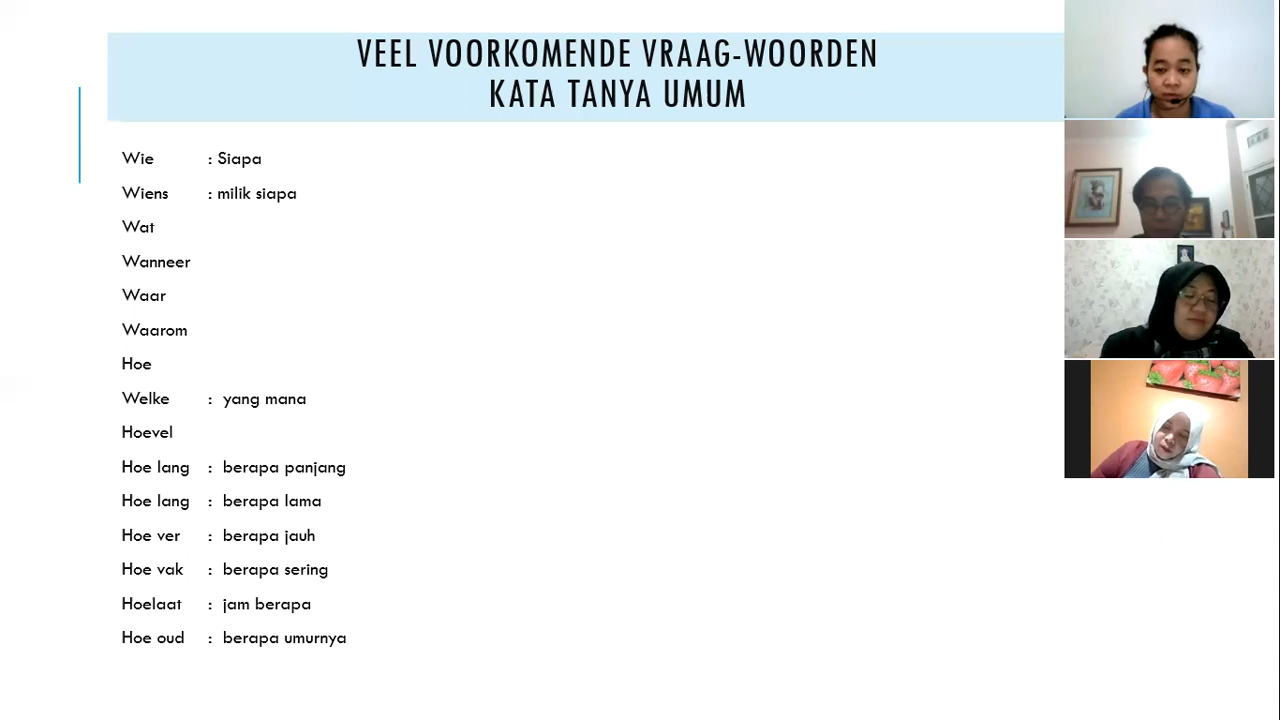 VEEL VOORKOMENDE VRAAG-WOORDEN
KATA TANYA UMUM
Wie : Siapa
Wiens : milik siapa
Wat
Wanneer
Waar
Waarom
Hoe
Welke : yang mana
Hoevel
Hoe lang : berapa panjang
Hoe lang : berapa lama
Hoe ver : berapa jauh
Hoe vak : berapa sering
Hoelaat : jam berapa
Hoe oud : berapa umurnya